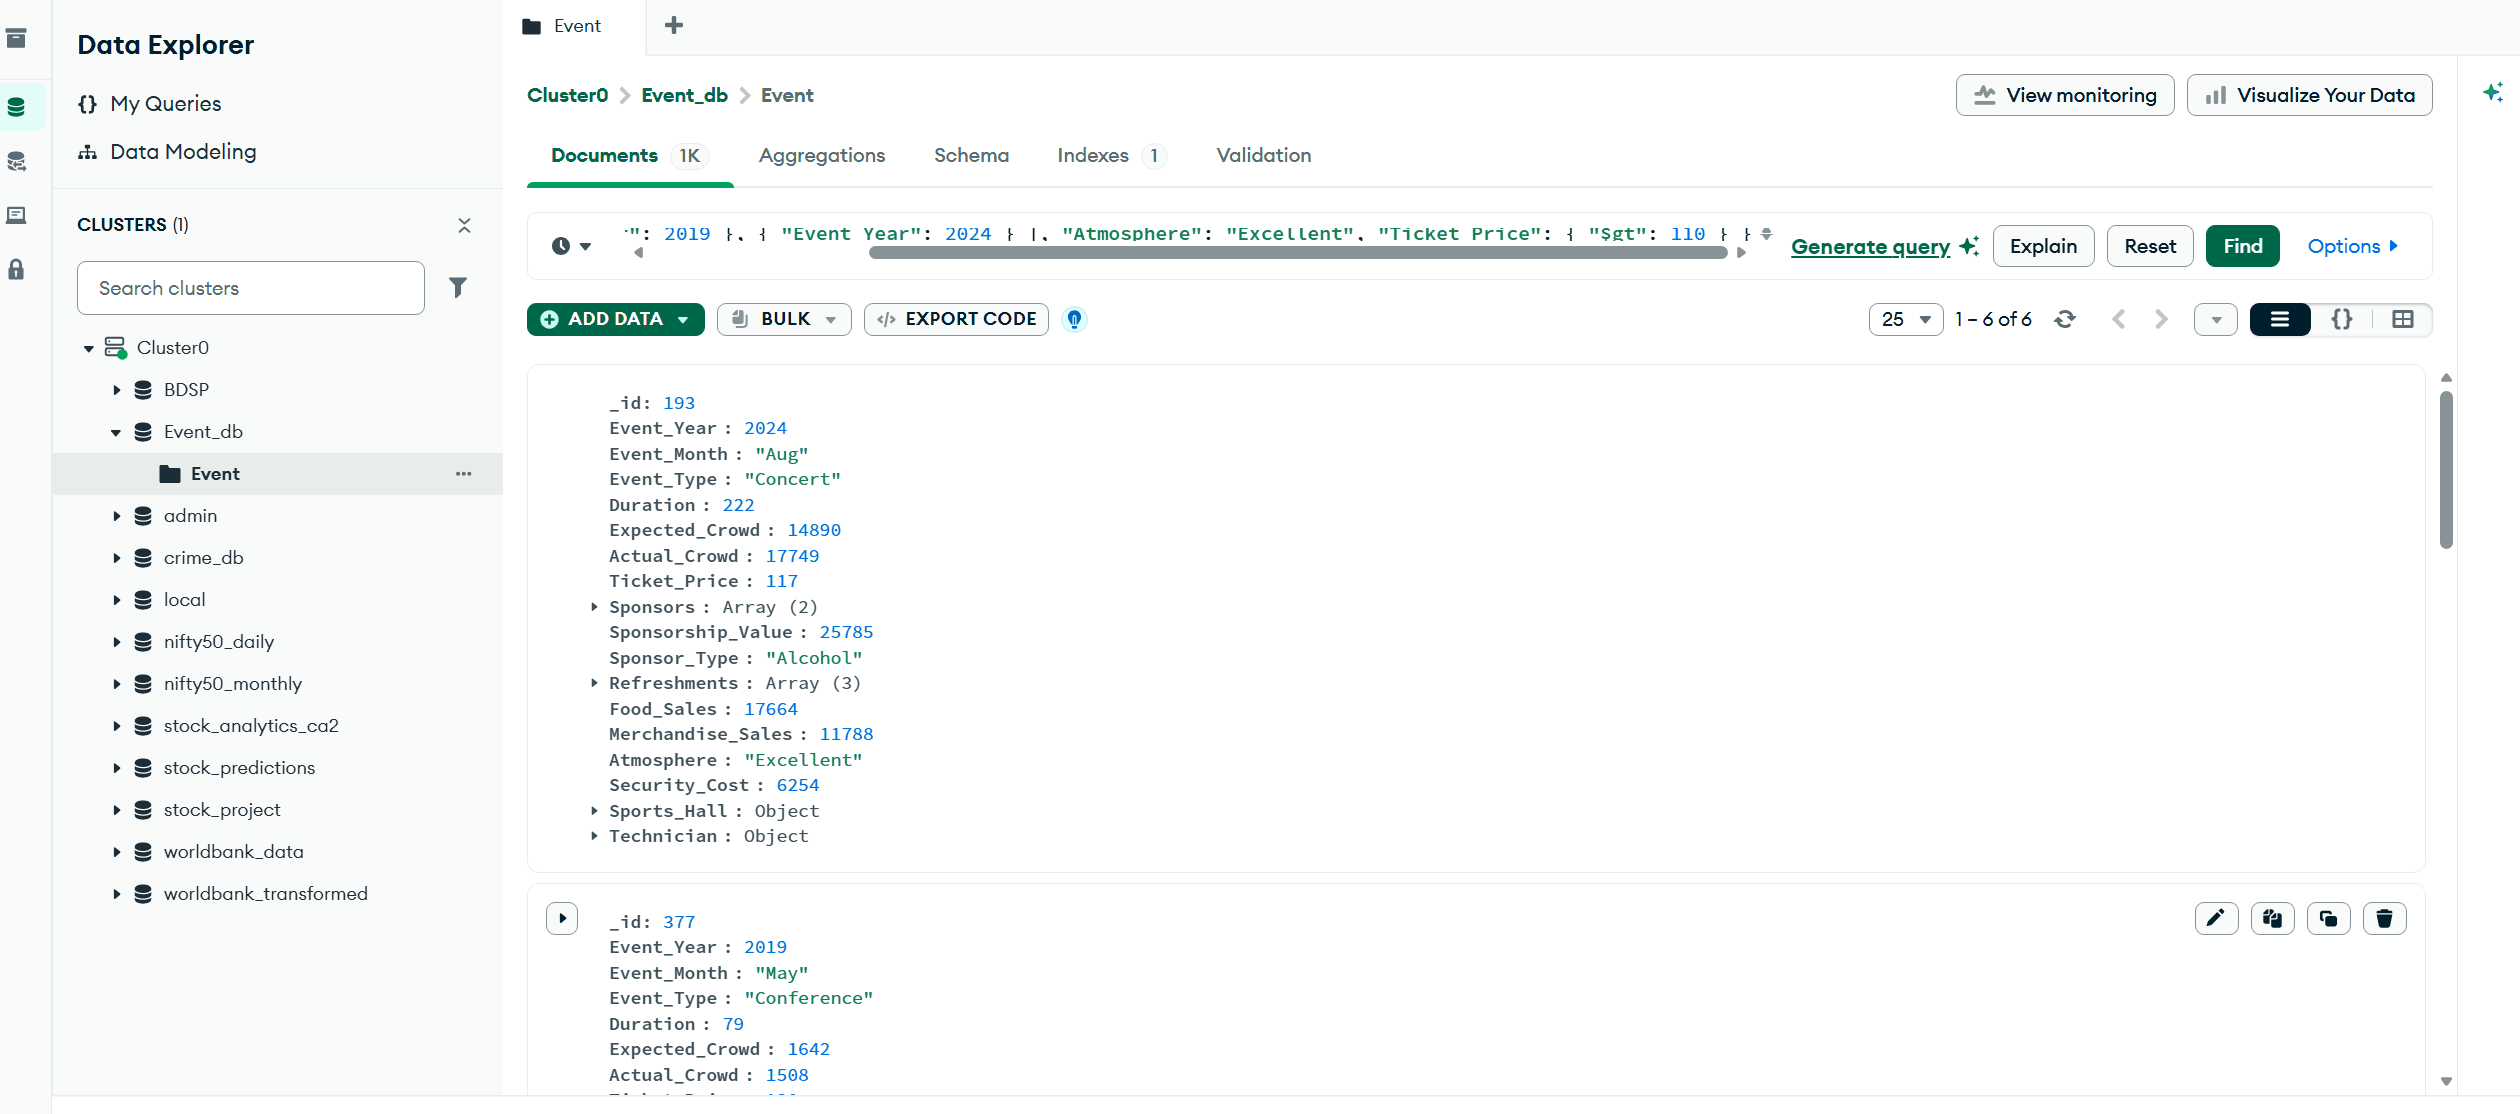 Data Explorer
My Queries
Data Modeling
CLUSTERS (1)
Search clusters
Cluster0
BDSP
Event_db
Event
admin
crime_db
local
nifty50_daily
nifty50_monthly
stock_analytics_ca2
stock_predictions
stock_project
worldbank_data
worldbank_transformed
Event
Cluster0 > Event_db > Event
View monitoring
Visualize Your Data
Documents 1K
Aggregations
Schema
Indexes 1
Validation
": 2019 }, { "Event_Year": 2024 } ], "Atmosphere": "Excellent", "Ticket_Price": { "$gt": 110 } }
Generate query
Explain
Reset
Find
Options
ADD DATA
BULK
EXPORT CODE
25
1 – 6 of 6
_id: 193
Event_Year : 2024
Event_Month : "Aug"
Event_Type : "Concert"
Duration : 222
Expected_Crowd : 14890
Actual_Crowd : 17749
Ticket_Price : 117
Sponsors : Array (2)
Sponsorship_Value : 25785
Sponsor_Type : "Alcohol"
Refreshments : Array (3)
Food_Sales : 17664
Merchandise_Sales : 11788
Atmosphere : "Excellent"
Security_Cost : 6254
Sports_Hall : Object
Technician : Object
_id: 377
Event_Year : 2019
Event_Month : "May"
Event_Type : "Conference"
Duration : 79
Expected_Crowd : 1642
Actual_Crowd : 1508